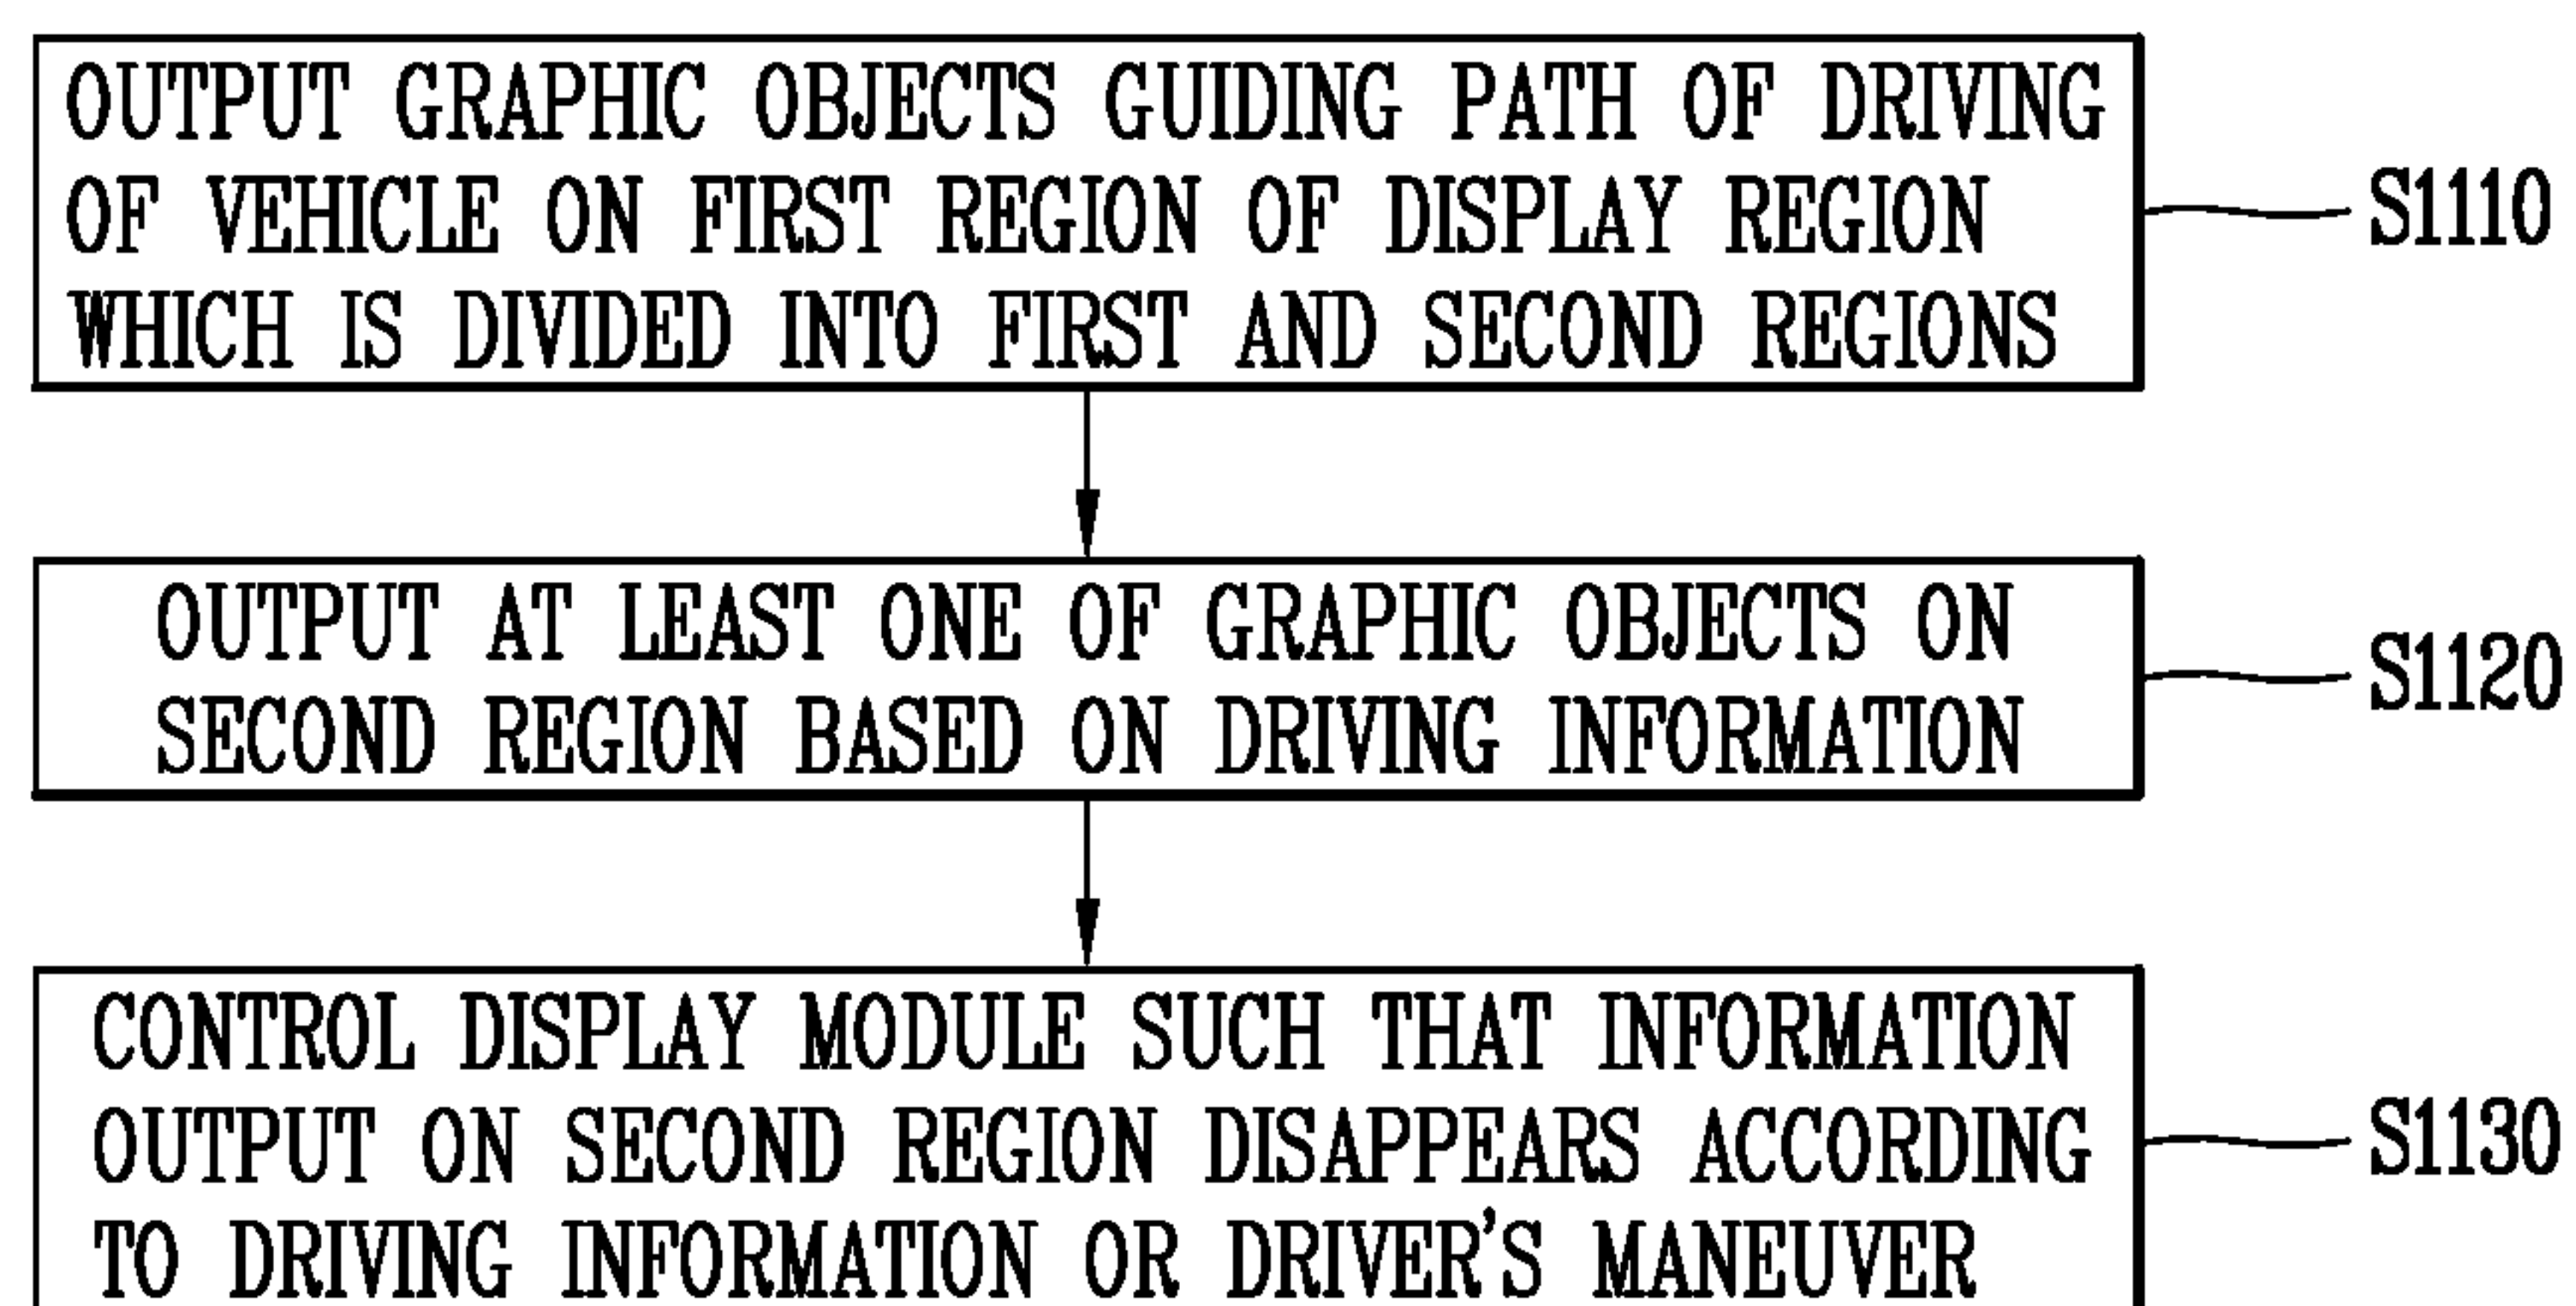 OUTPUT GRAPHIC OBJECTS GUIDING PATH OF DRIVING
OF VEHICLE ON FIRST REGION OF DISPLAY REGION
WHICH IS DIVIDED INTO FIRST AND SECOND REGIONS
S1110
OUTPUT AT LEAST ONE OF GRAPHIC OBJECTS ON
SECOND REGION BASED ON DRIVING INFORMATION
S1120
CONTROL DISPLAY MODULE SUCH THAT INFORMATION
OUTPUT ON SECOND REGION DISAPPEARS ACCORDING
TO DRIVING INFORMATION OR DRIVER'S MANEUVER
S1130